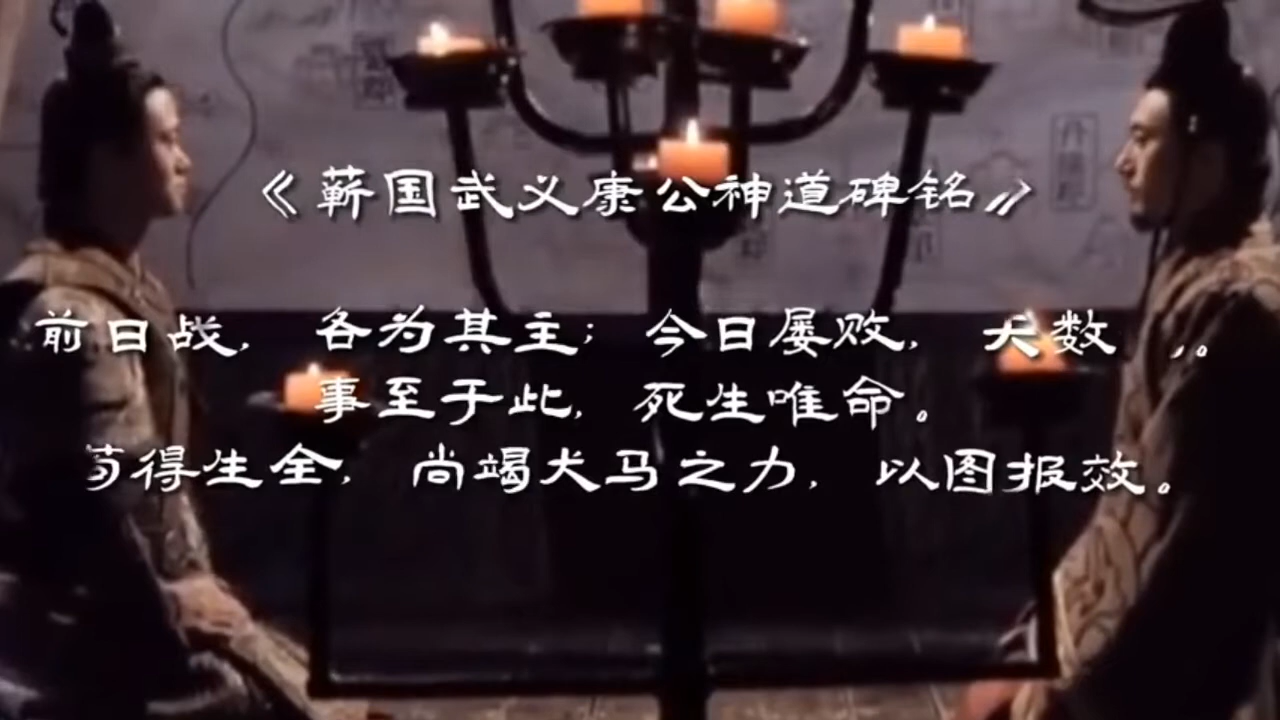 《蕲国武义康公神道碑铭》
前日战，各为其主；今日屡败，天数 。
事至于此，死生唯命。
苟得生全，尚竭犬马之力，以图报效。